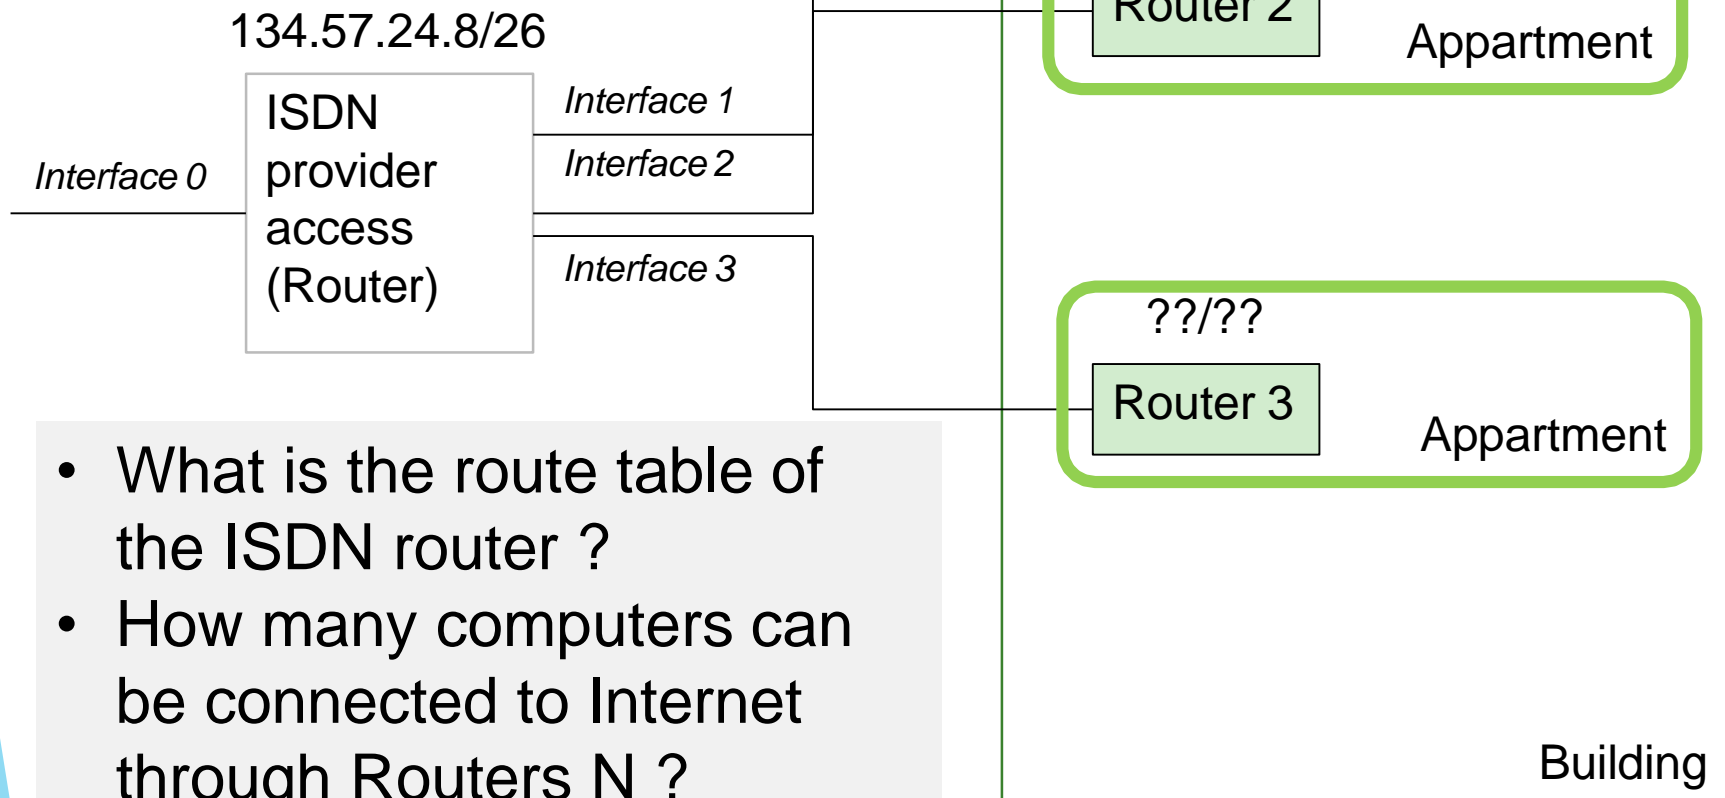 Router 2
Appartment
134.57.24.8/26
ISDN
provider
access
(Router)
Interface 0
Interface 1
Interface 2
Interface 3
??/??
Router 3
Appartment
• What is the route table of
the ISDN router ?
• How many computers can
be connected to Internet
through Routers N ?
Building